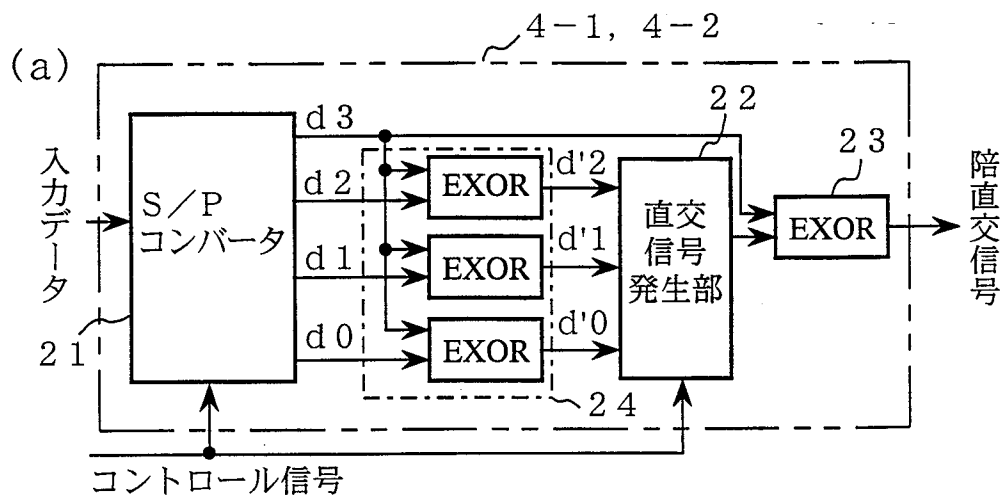 4-1, 4-2
(a)
入力データ
S/P
コンバータ
21
d3
d2
d1
d0
EXOR
EXOR
EXOR
24
d'2
d'1
d'0
22
直交
信号
発生部
23
EXOR
陪直交信号
コントロール信号